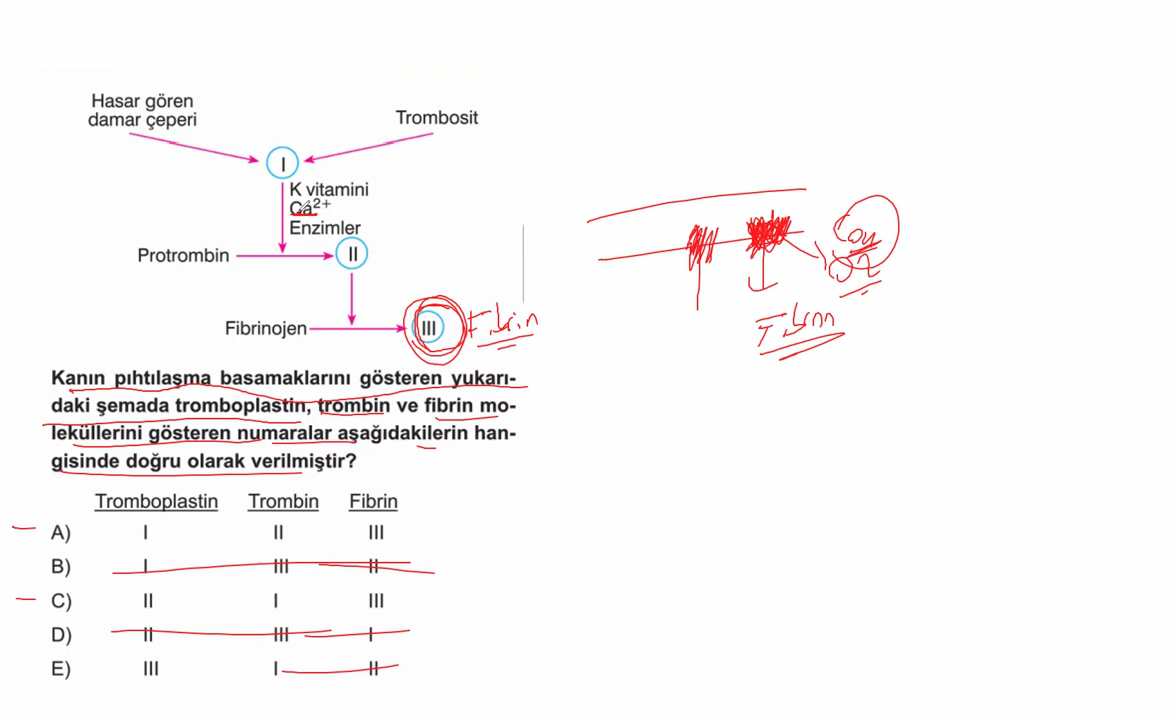 Hasar gören
damar çeperi
Trombosit
I
K vitamini
Ca2+
Enzimler
Protrombin
II
Fibrinojen
III
Fibrin
Fibrinn
Kanın pıhtılaşma basamaklarını gösteren yukarı-
daki şemada tromboplastin, trombin ve fibrin mo-
leküllerini gösteren numaralar aşağıdakilerin han-
gisinde doğru olarak verilmiştir?
Tromboplastin Trombin Fibrin
A) I II III
B) I III II
C) II I III
D) II III I
E) III I II